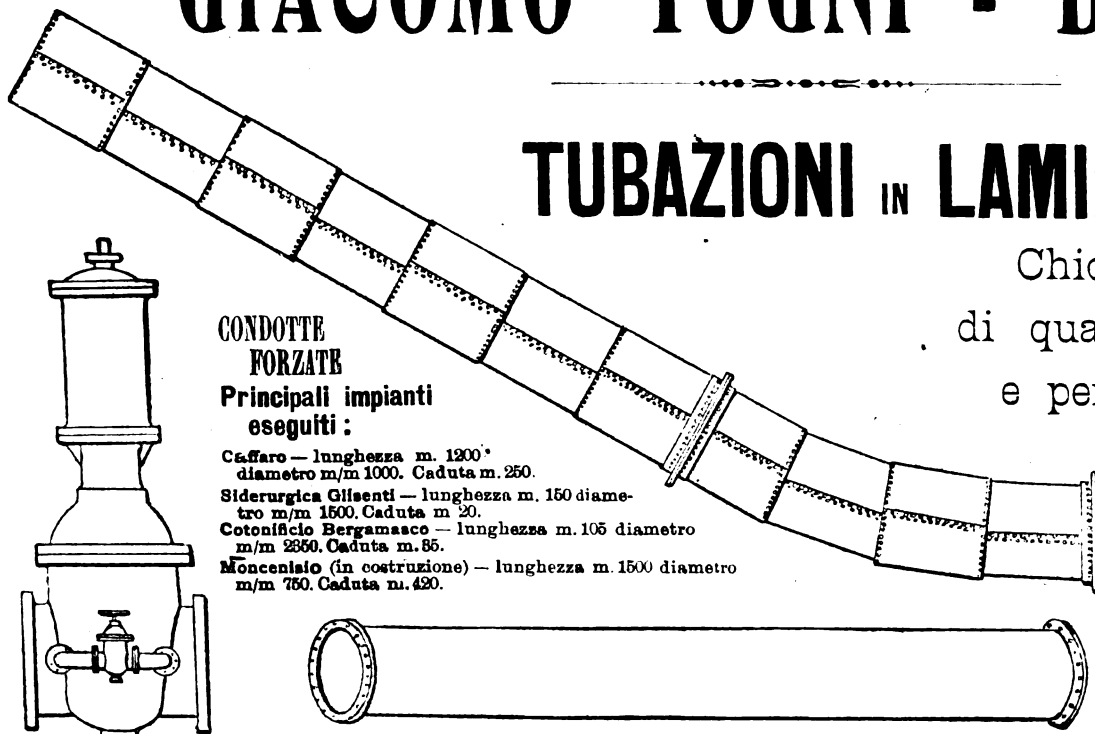 GIACOMO TOGNI -
TUBAZIONI IN LAMI
Chio
di qua
e per
CONDOTTE
FORZATE
Principali impianti
eseguiti :
Caffaro — lunghezza m. 1200
diametro m/m 1000. Caduta m. 250.
Siderurgica Glisenti — lunghezza m. 150 diame-
tro m/m 1500. Caduta m 20.
Cotonificio Bergamasco — lunghezza m. 105 diametro
m/m 2350. Caduta m. 35.
Moncenisio (in costruzione) — lunghezza m. 1500 diametro
m/m 750. Caduta m. 420.